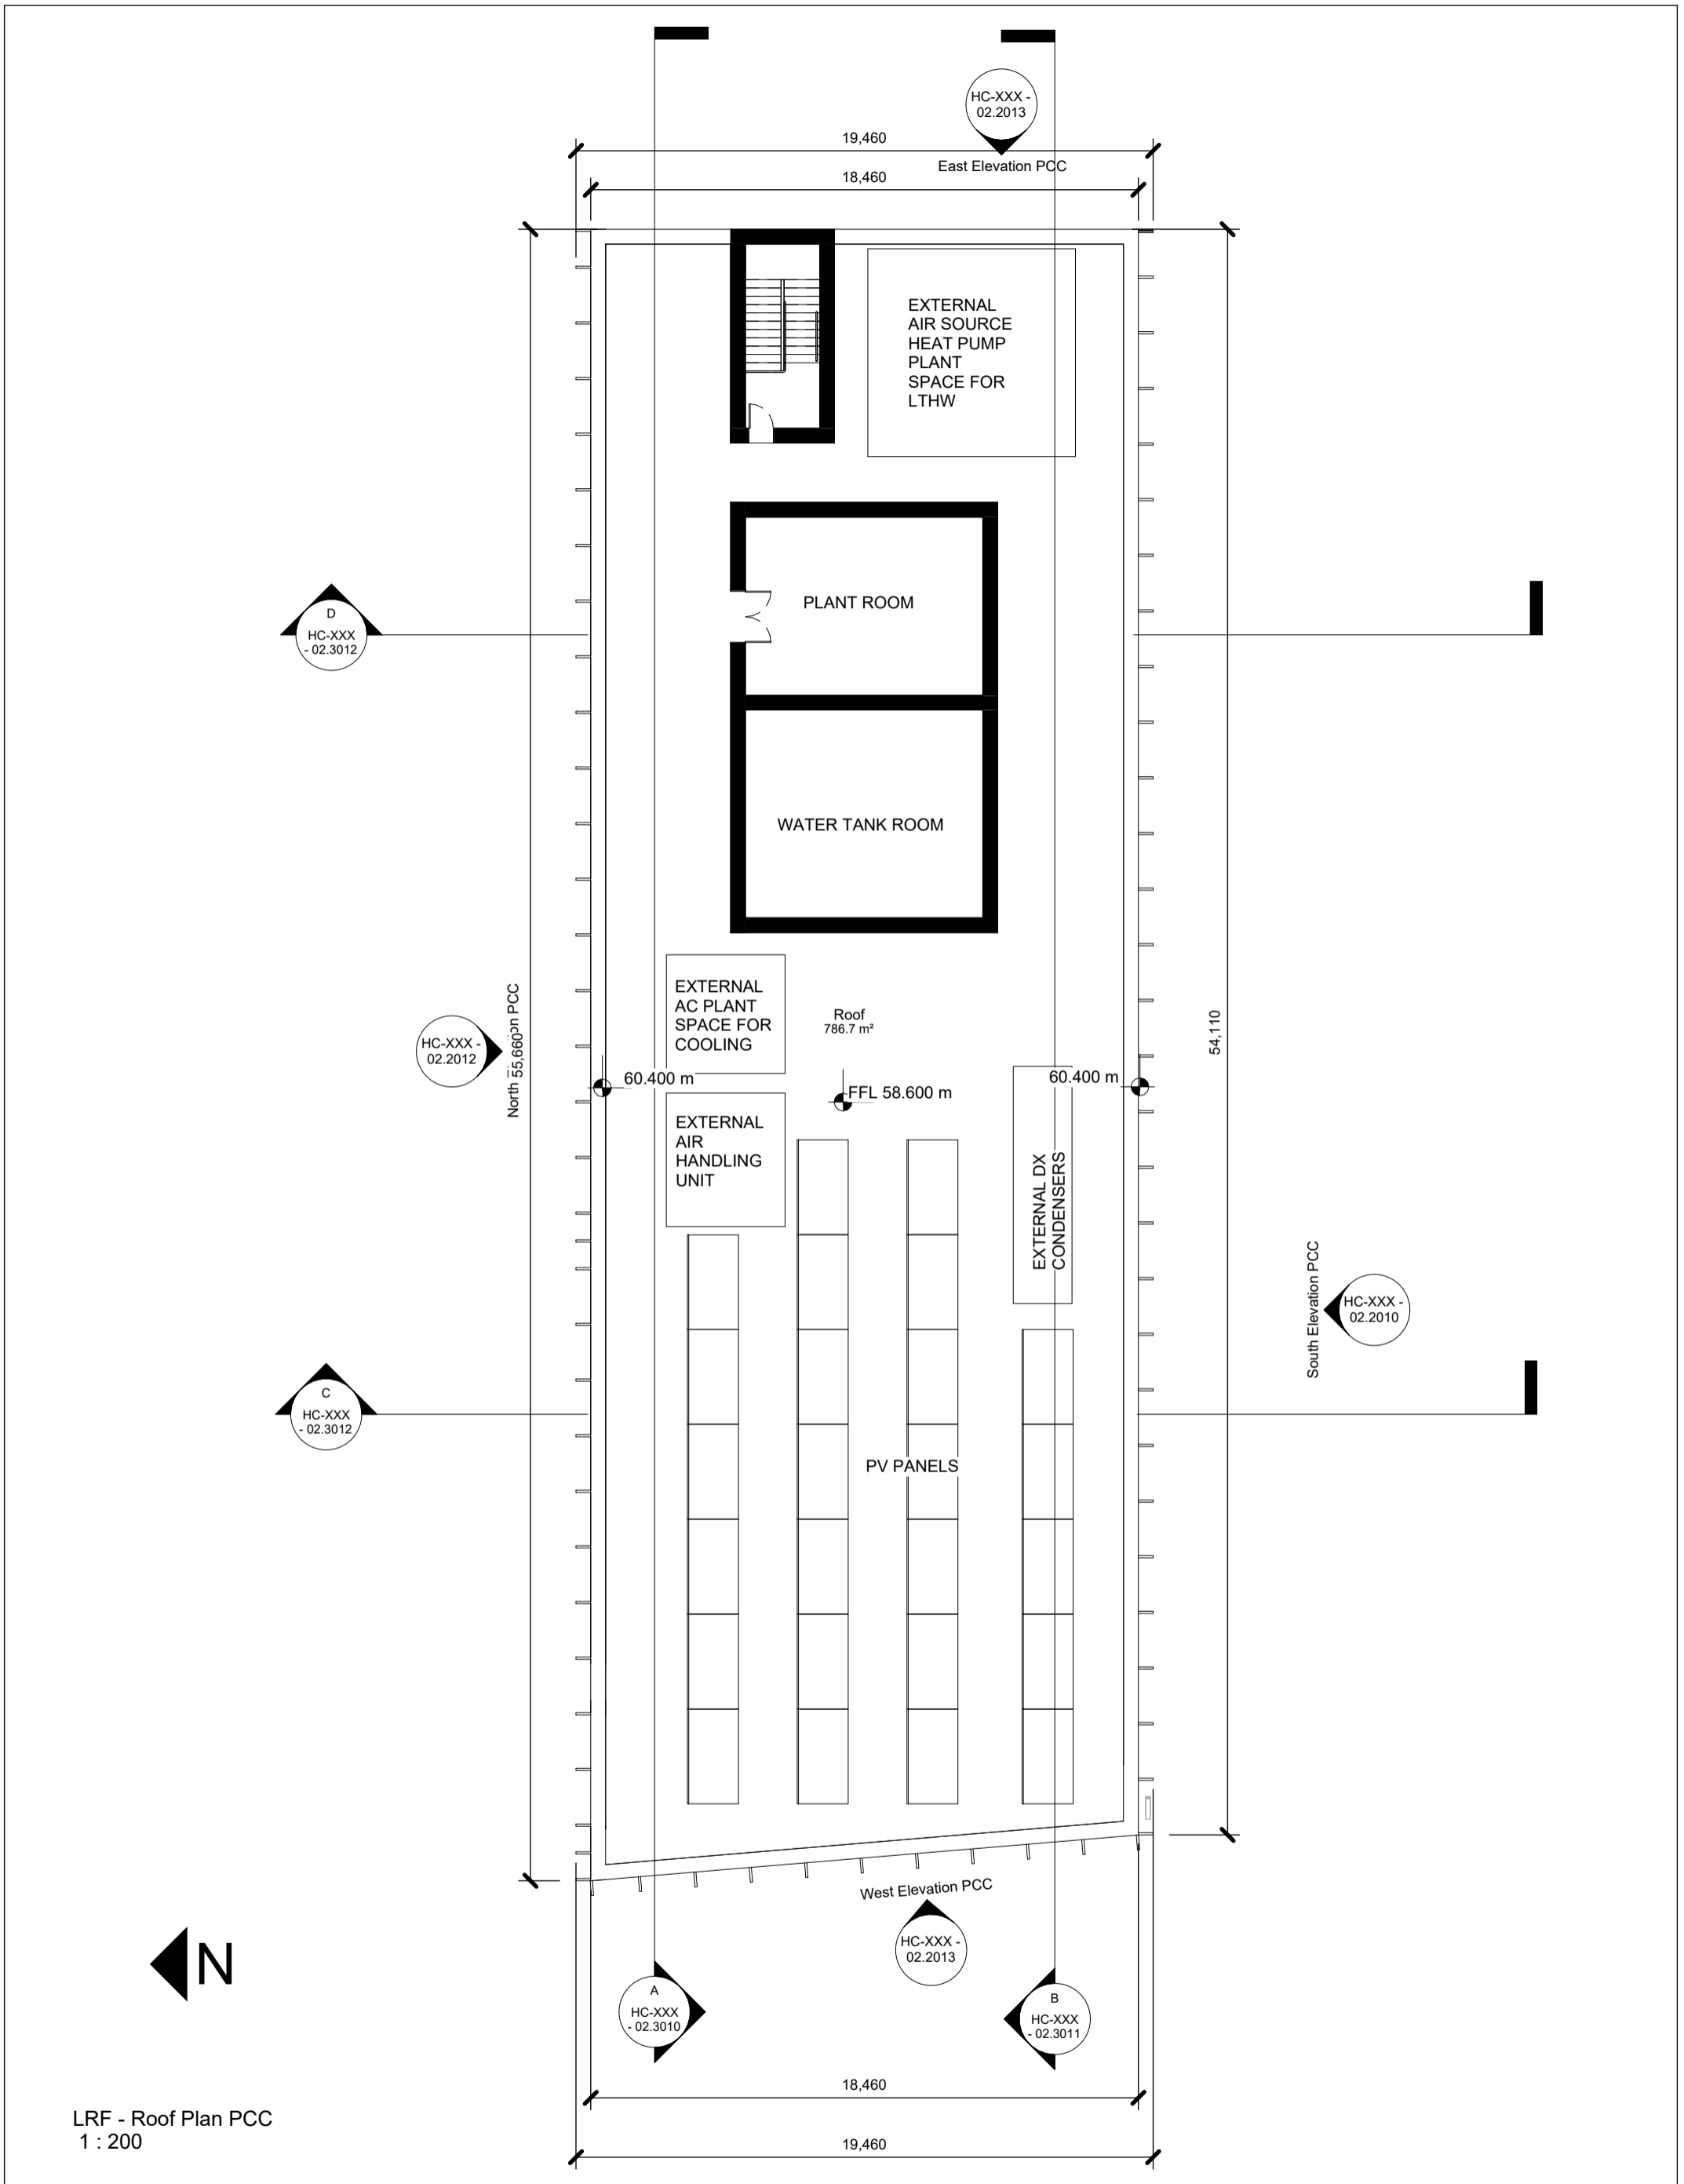 HC-XXX -
02.2013
19,460
East Elevation PCC
18,460
EXTERNAL
AIR SOURCE
HEAT PUMP
PLANT
SPACE FOR
LTHW
PLANT ROOM
D
HC-XXX
- 02.3012
WATER TANK ROOM
EXTERNAL
AC PLANT
SPACE FOR
COOLING
Roof
786.7 m²
North
on PCC
55,660
54,110
HC-XXX -
02.2012
60.400 m
60.400 m
FFL 58.600 m
EXTERNAL
AIR
HANDLING
UNIT
EXTERNAL DX
CONDENSERS
South Elevation PCC
HC-XXX -
02.2010
C
HC-XXX
- 02.3012
PV PANELS
West Elevation PCC
HC-XXX -
02.2013
N
A
HC-XXX
- 02.3010
B
HC-XXX
- 02.3011
18,460
LRF - Roof Plan PCC
1 : 200
19,460